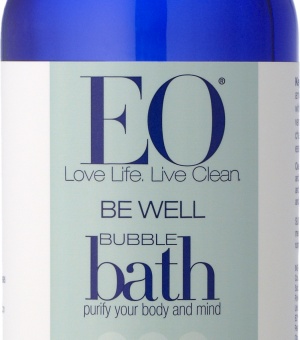 EO®
Love Life. Live Clean.
BE WELL
BUBBLE
bath
purify your body and mind